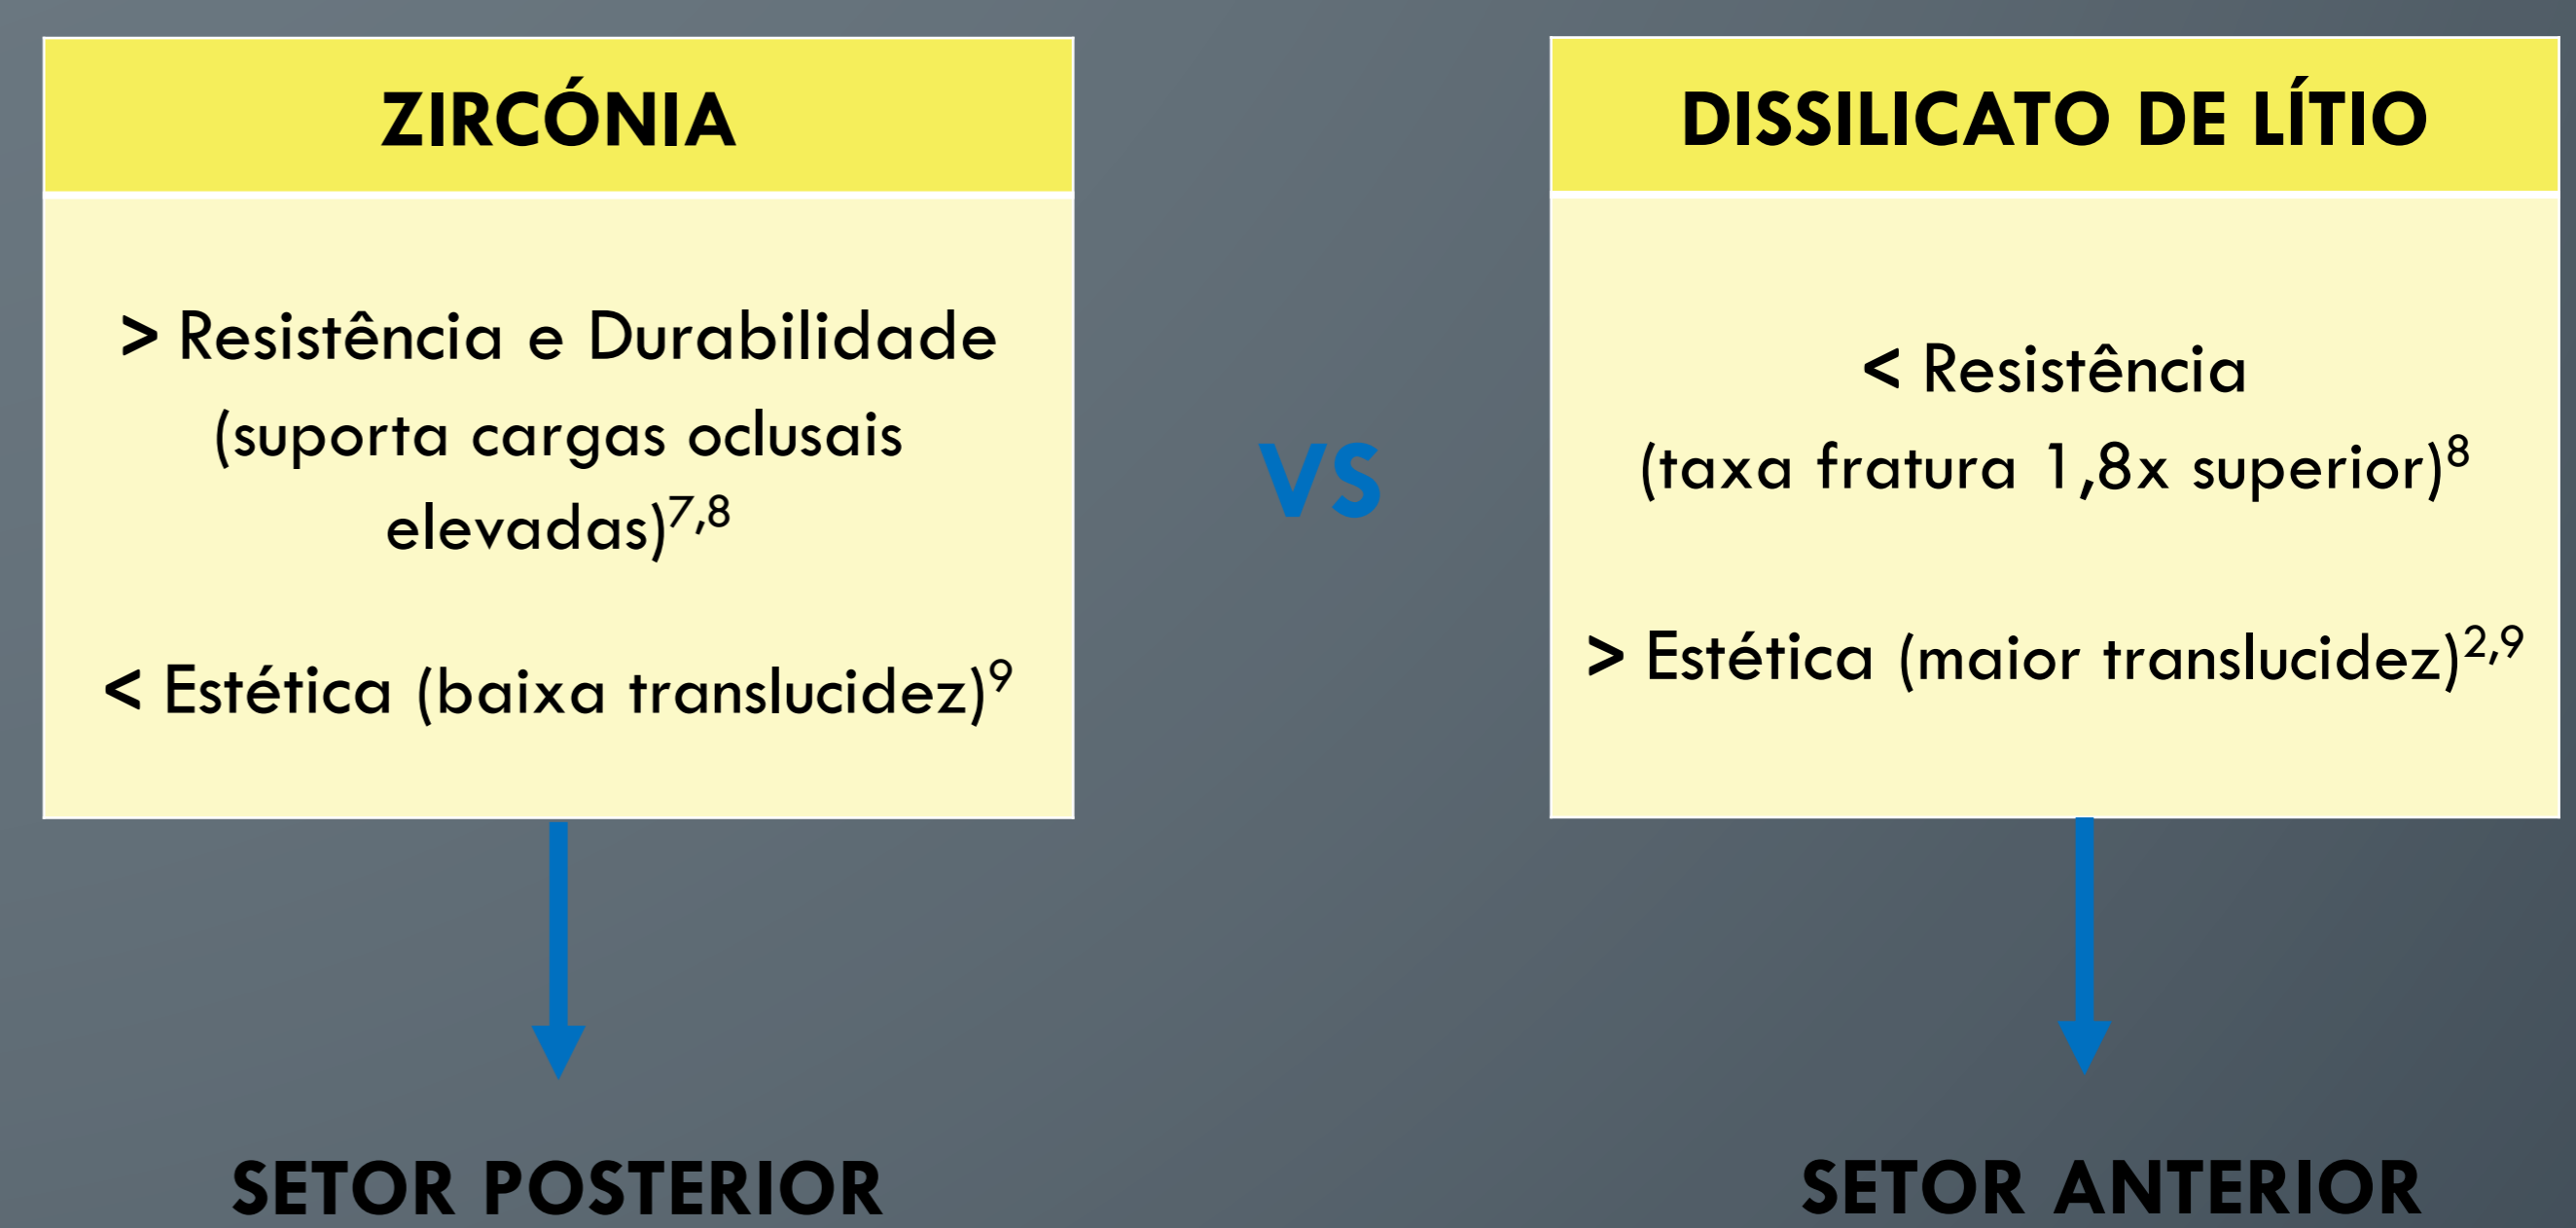 ZIRCÓNIA
> Resistência e Durabilidade
(suporta cargas oclusais
elevadas)⁷,⁸
< Estética (baixa translucidez)⁹
SETOR POSTERIOR
VS
DISSILICATO DE LÍTIO
< Resistência
(taxa fratura 1,8x superior)⁸
> Estética (maior translucidez)²,⁹
SETOR ANTERIOR